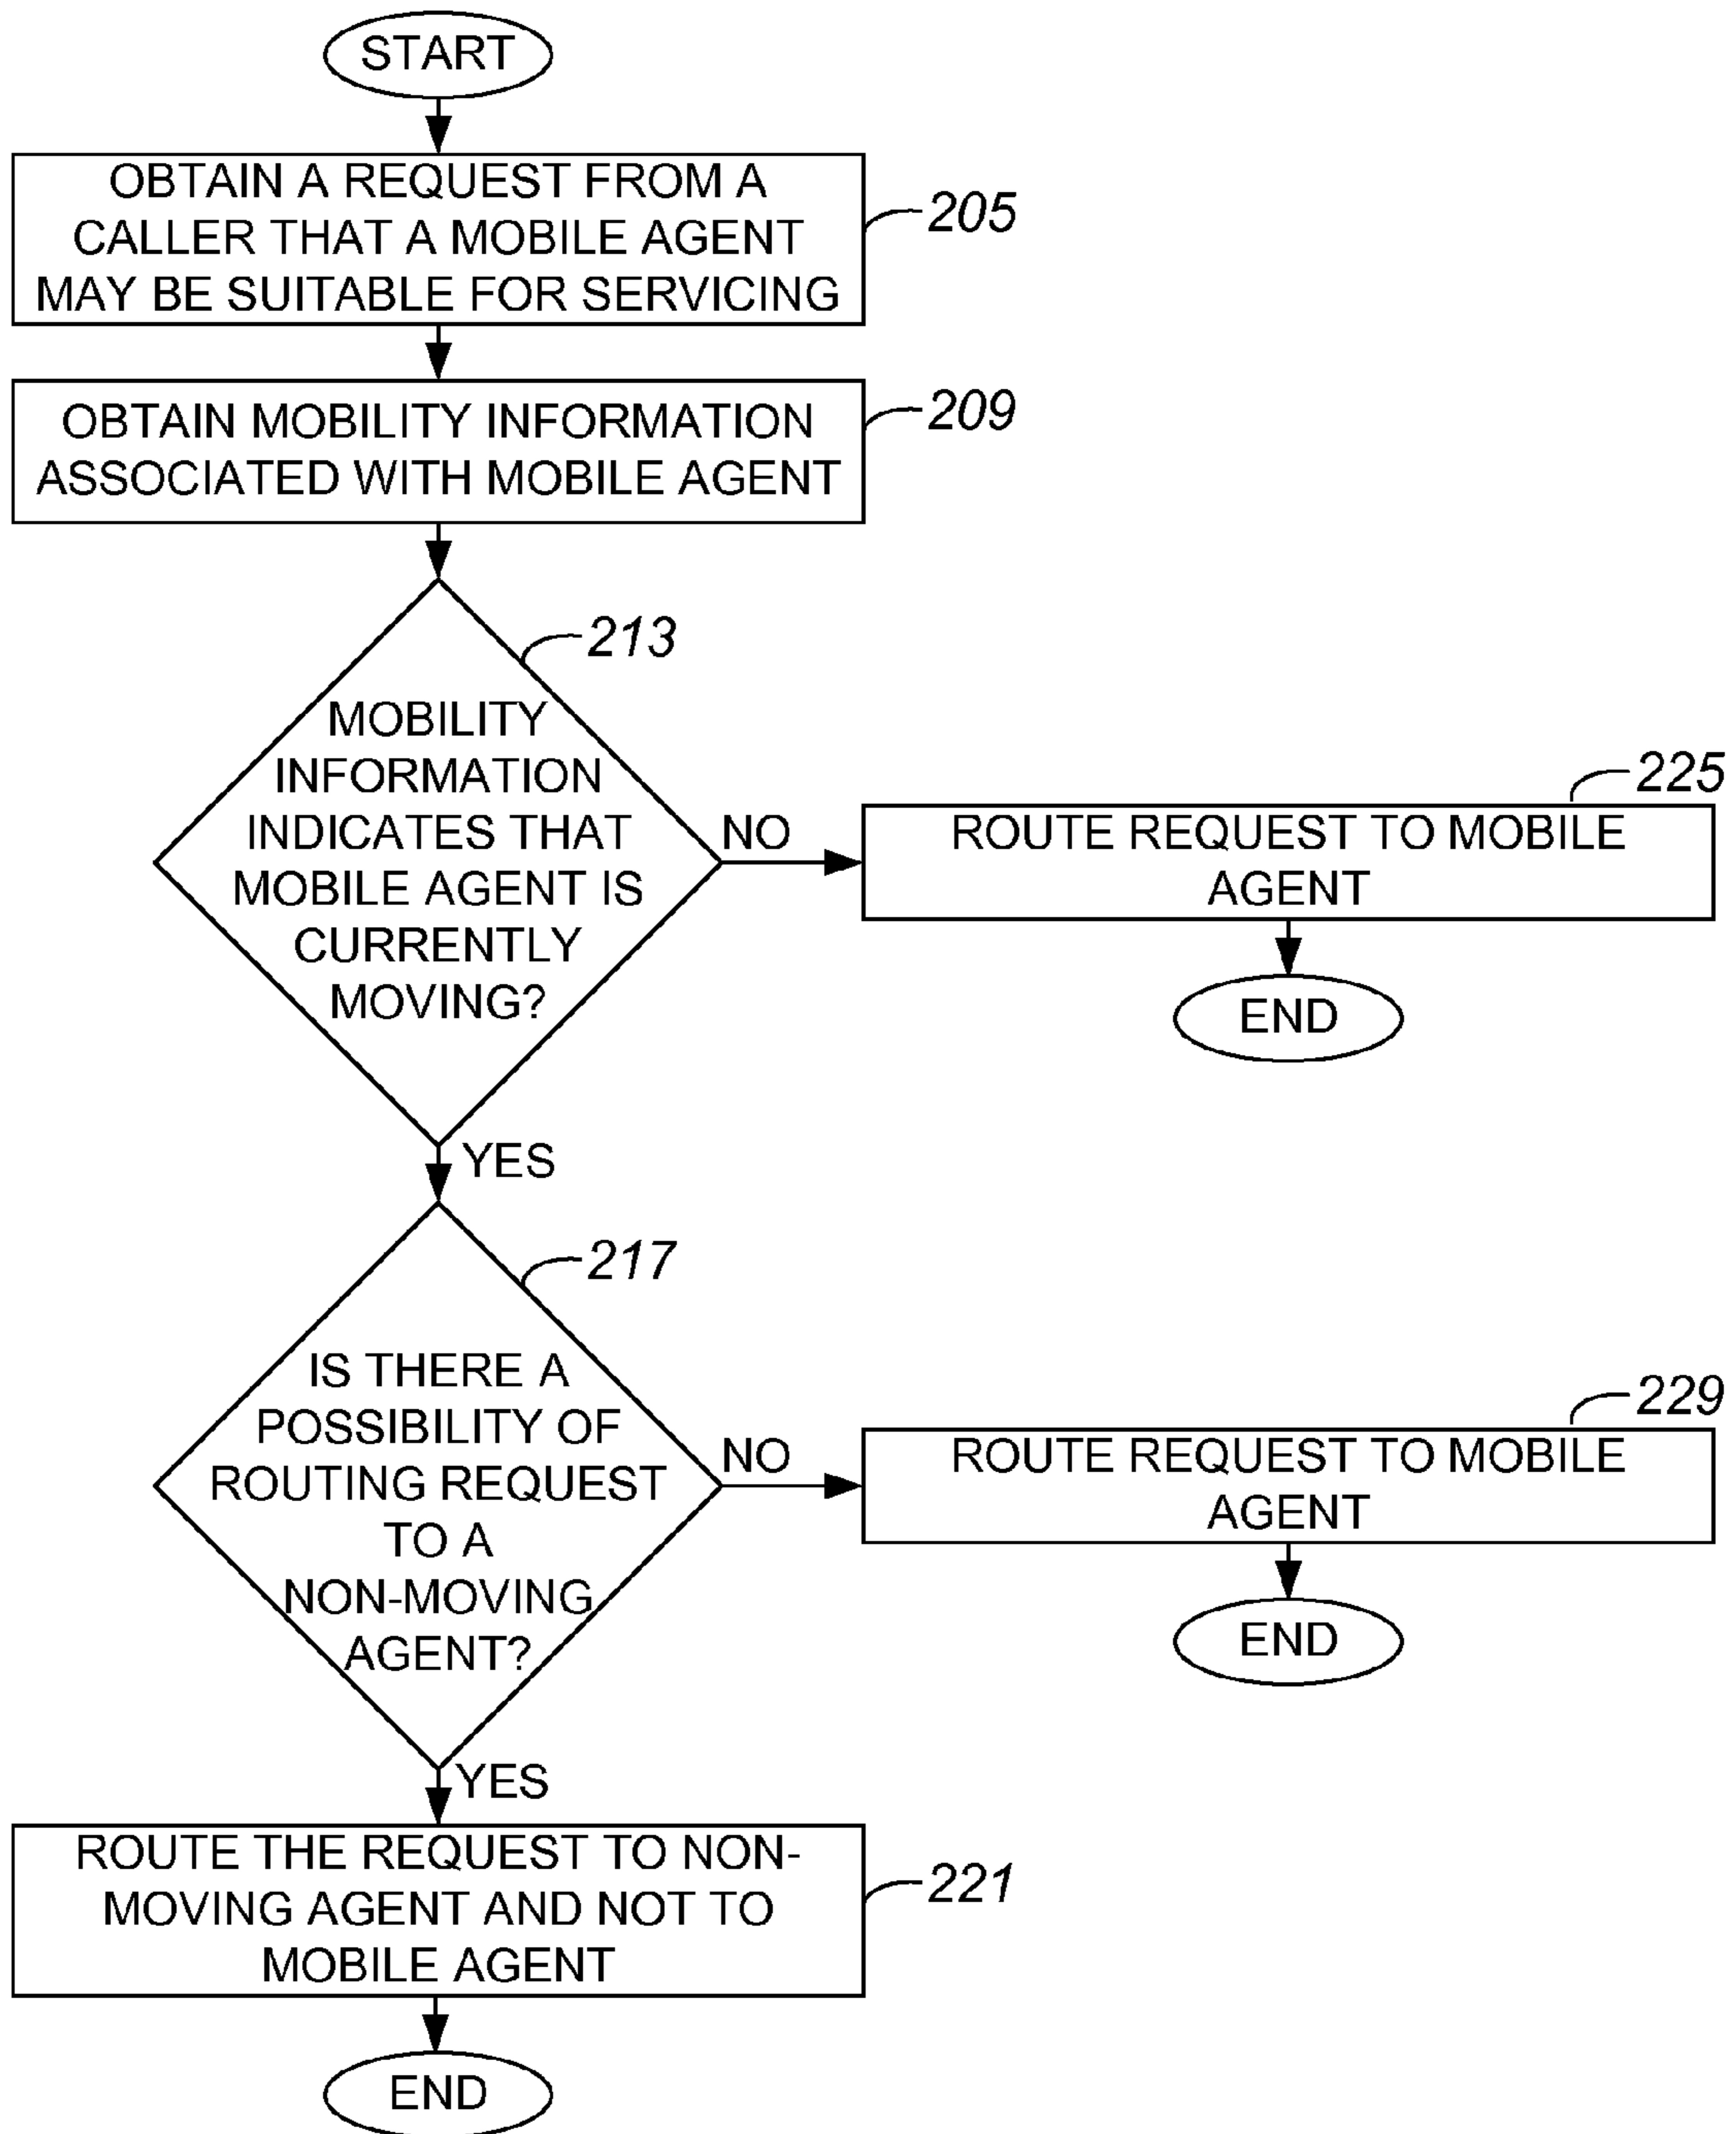 START
OBTAIN A REQUEST FROM A
CALLER THAT A MOBILE AGENT
MAY BE SUITABLE FOR SERVICING
205
OBTAIN MOBILITY INFORMATION
ASSOCIATED WITH MOBILE AGENT
209
213
MOBILITY
INFORMATION
INDICATES THAT
MOBILE AGENT IS
CURRENTLY
MOVING?
NO
225
ROUTE REQUEST TO MOBILE
AGENT
END
YES
217
IS THERE A
POSSIBILITY OF
ROUTING REQUEST
TO A
NON-MOVING
AGENT?
NO
229
ROUTE REQUEST TO MOBILE
AGENT
END
YES
ROUTE THE REQUEST TO NON-
MOVING AGENT AND NOT TO
MOBILE AGENT
221
END